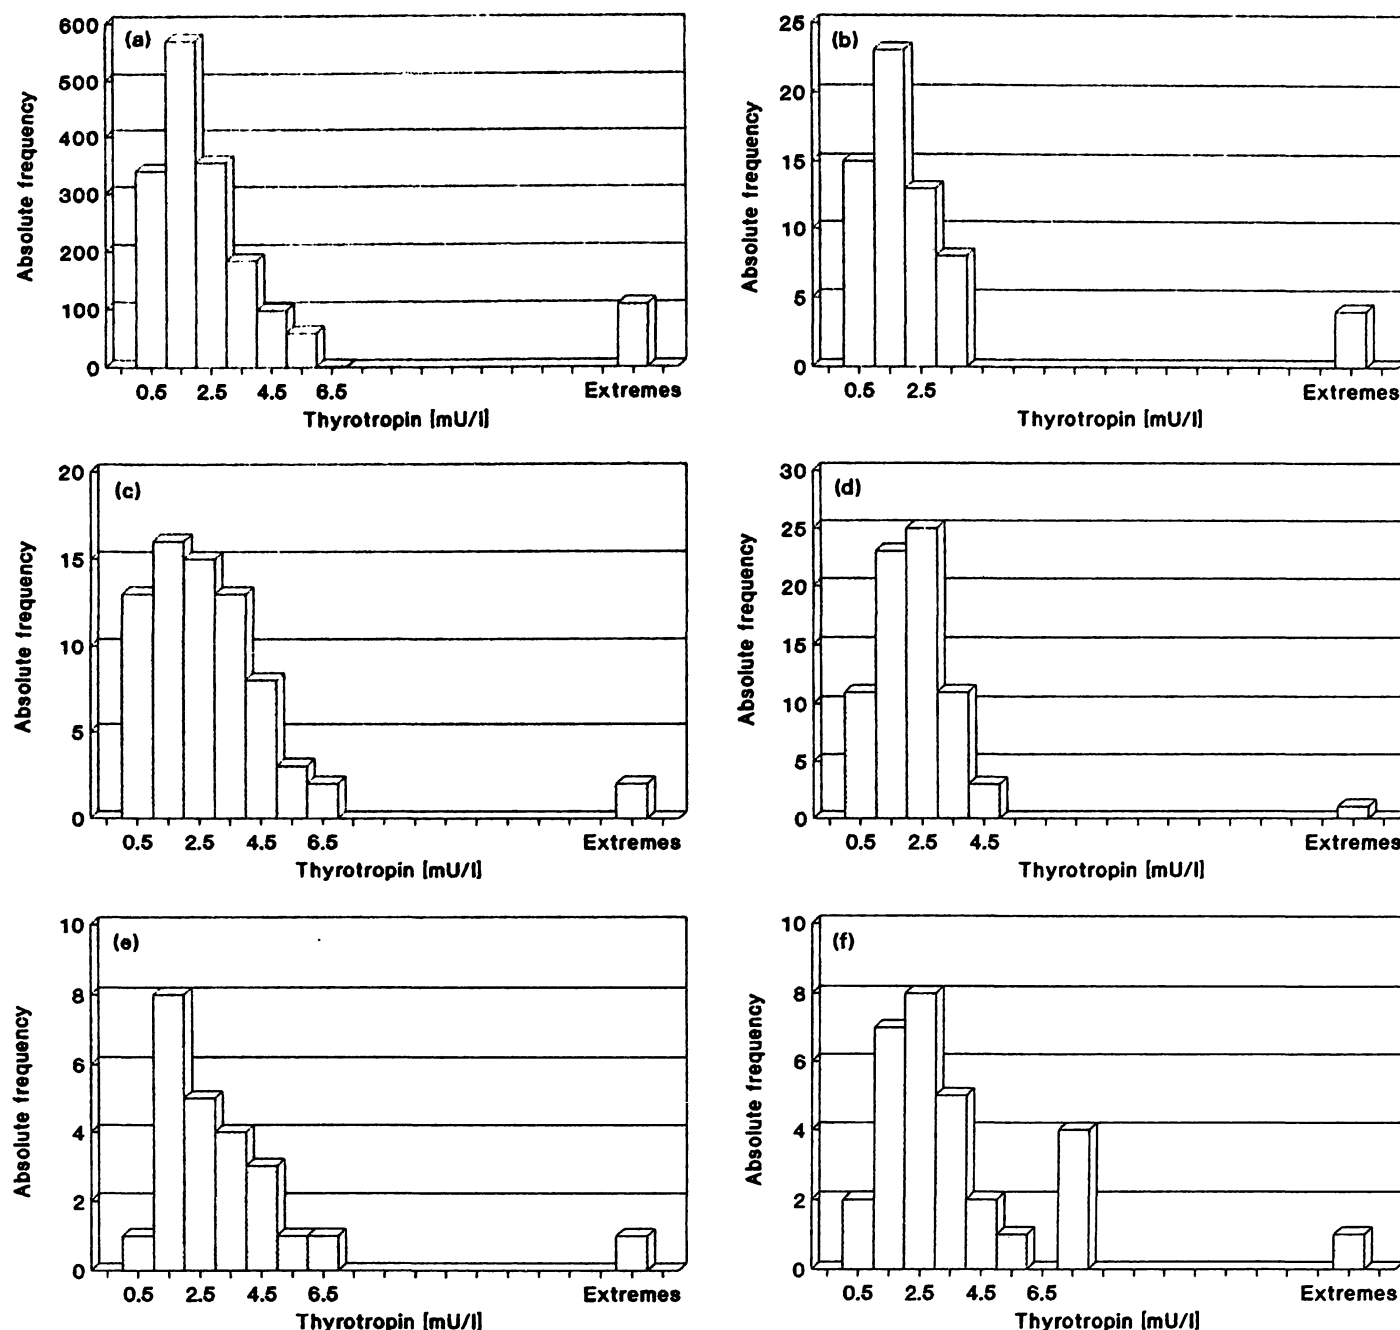 (a)
Absolute frequency
600
500
400
300
200
100
0
0.5 2.5 4.5 6.5 Extremes
Thyrotropin [mU/l]
(b)
Absolute frequency
25
20
15
10
5
0
0.5 2.5 Extremes
Thyrotropin [mU/l]
(c)
Absolute frequency
20
15
10
5
0
0.5 2.5 4.5 6.5 Extremes
Thyrotropin [mU/l]
(d)
Absolute frequency
30
25
20
15
10
5
0
0.5 2.5 4.5 Extremes
Thyrotropin [mU/l]
(e)
Absolute frequency
10
8
6
4
2
0
0.5 2.5 4.5 6.5 Extremes
Thyrotropin [mU/l]
(f)
Absolute frequency
10
8
6
4
2
0
0.5 2.5 4.5 6.5 Extremes
Thyrotropin [mU/l]